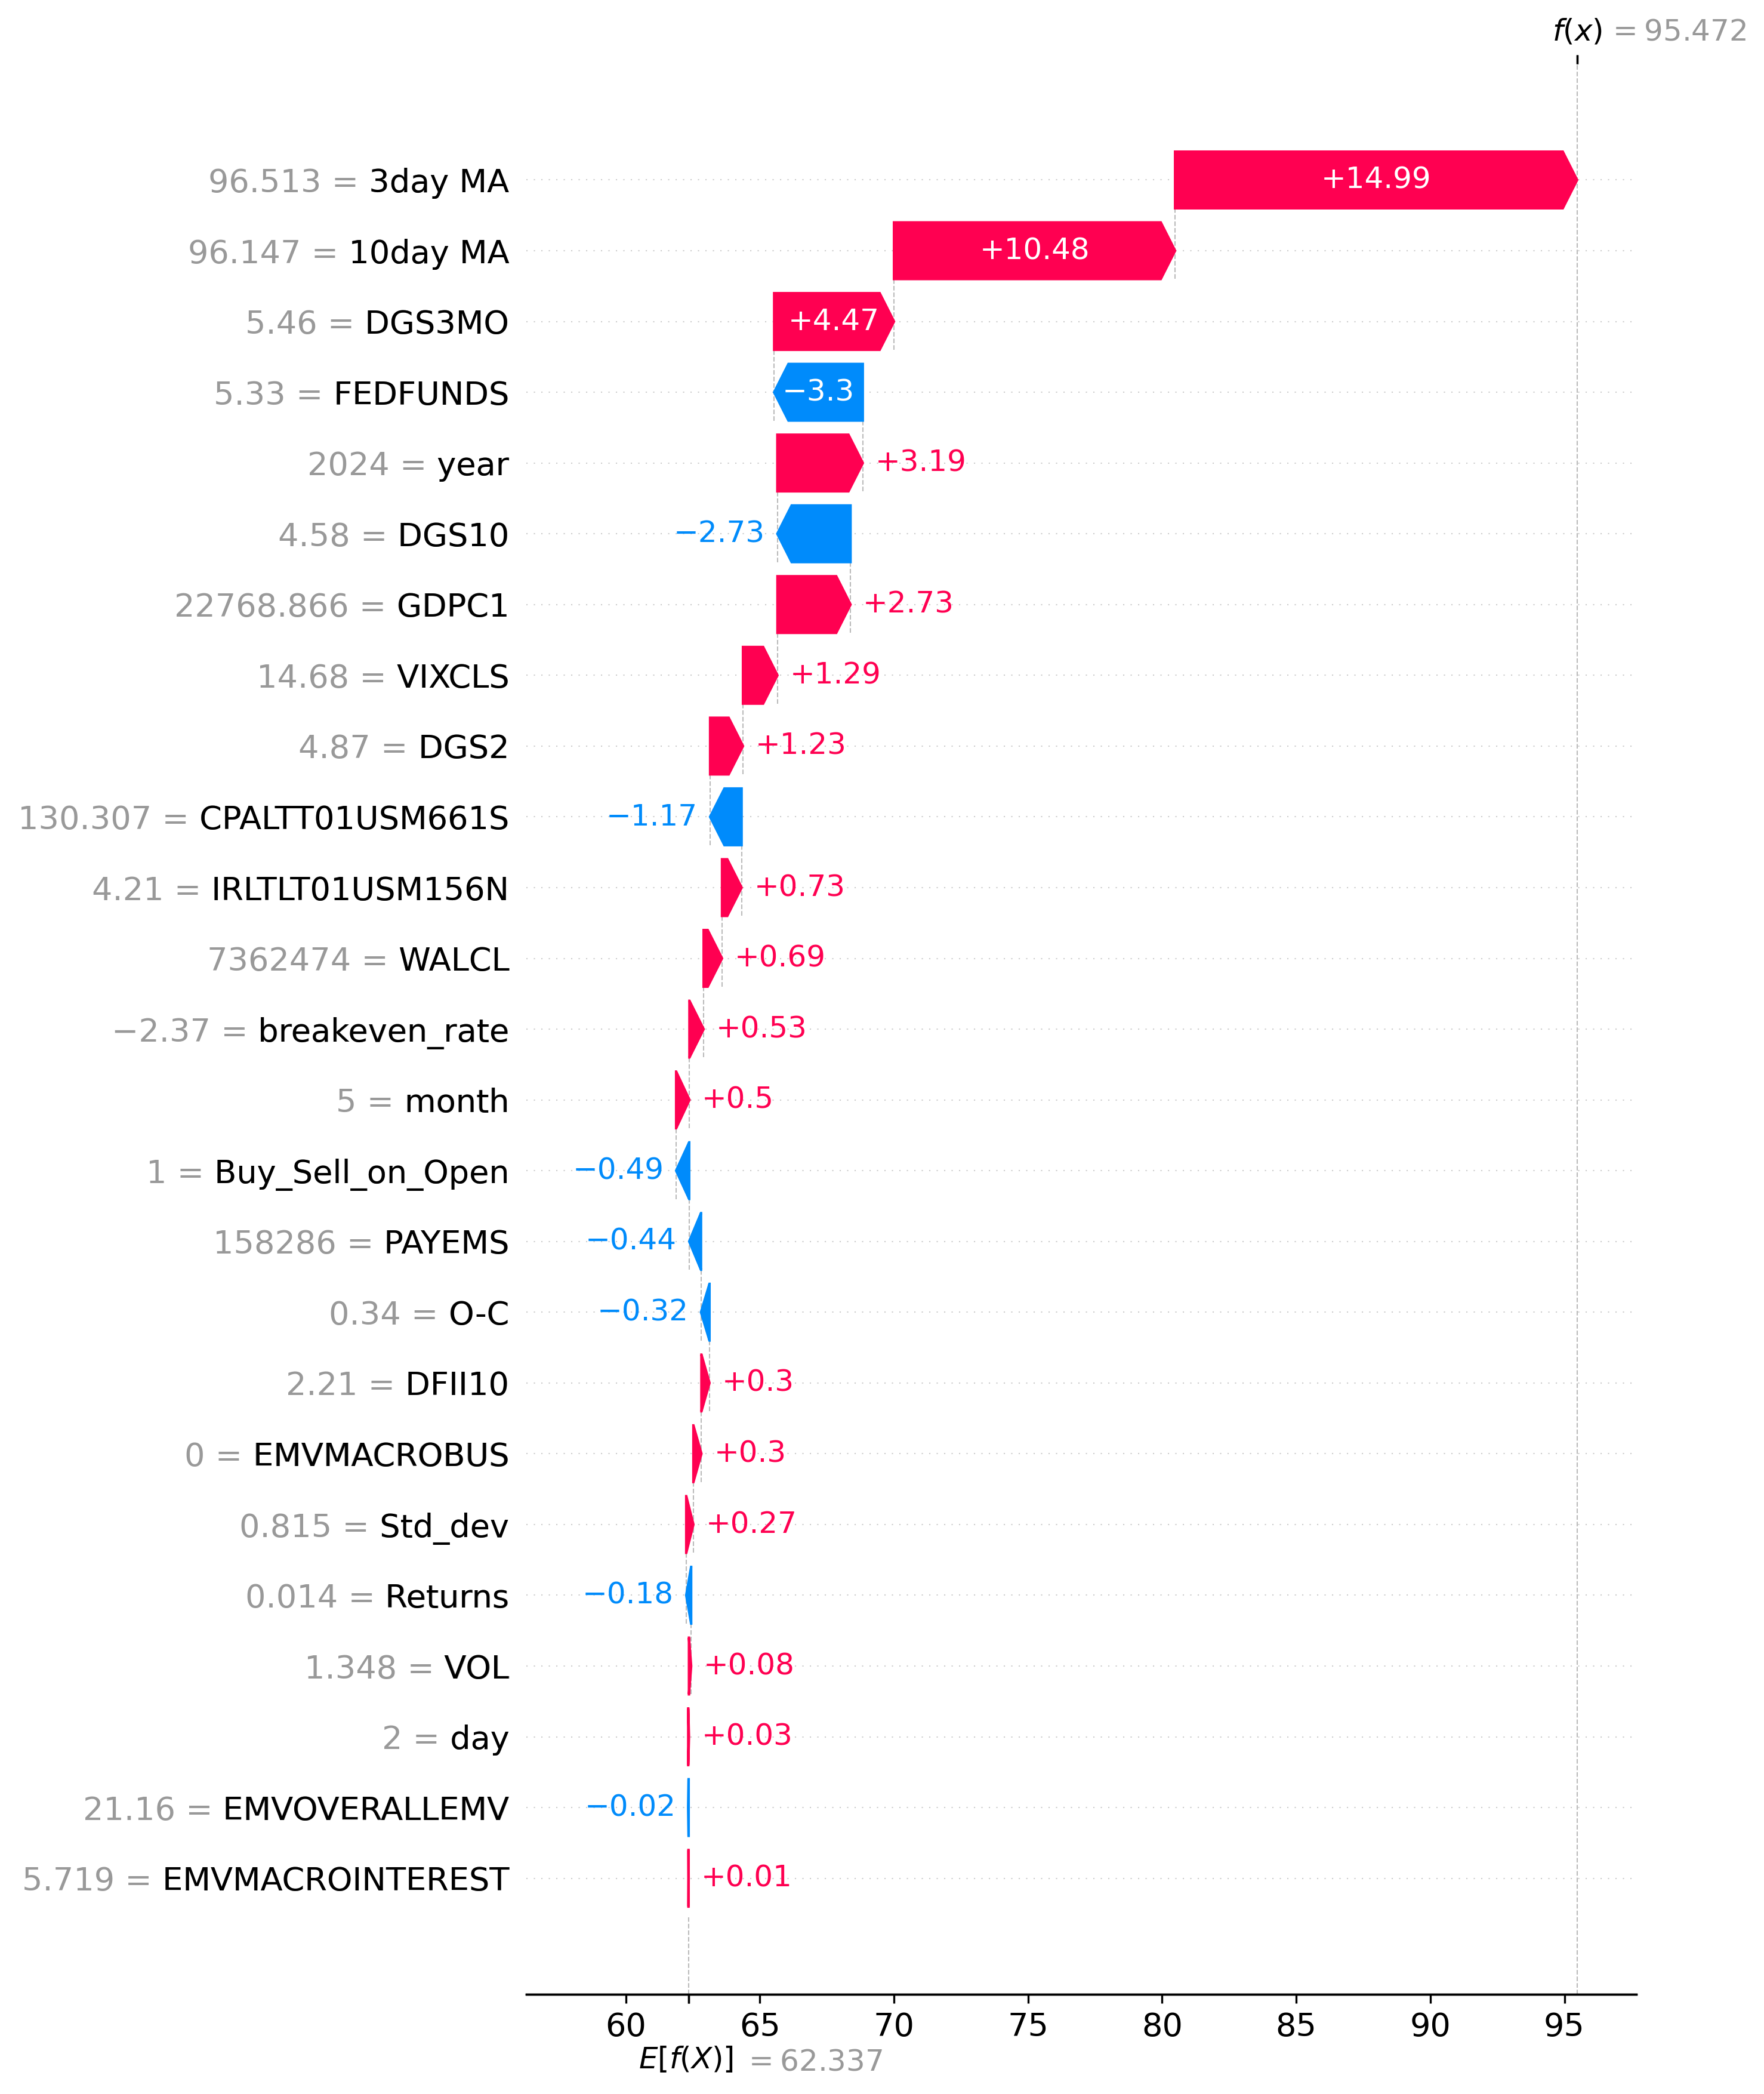 f(x) = 95.472
96.513 = 3day MA +14.99
96.147 = 10day MA +10.48
5.46 = DGS3MO +4.47
5.33 = FEDFUNDS −3.3
2024 = year +3.19
4.58 = DGS10 −2.73
22768.866 = GDPC1 +2.73
14.68 = VIXCLS +1.29
4.87 = DGS2 +1.23
130.307 = CPALTT01USM661S −1.17
4.21 = IRLTLT01USM156N +0.73
7362474 = WALCL +0.69
−2.37 = breakeven_rate +0.53
5 = month +0.5
1 = Buy_Sell_on_Open −0.49
158286 = PAYEMS −0.44
0.34 = O-C −0.32
2.21 = DFII10 +0.3
0 = EMVMACROBUS +0.3
0.815 = Std_dev +0.27
0.014 = Returns −0.18
1.348 = VOL +0.08
2 = day +0.03
21.16 = EMVOVERALLEMV −0.02
5.719 = EMVMACROINTEREST +0.01
60 65 70 75 80 85 90 95
E[f(X)] = 62.337